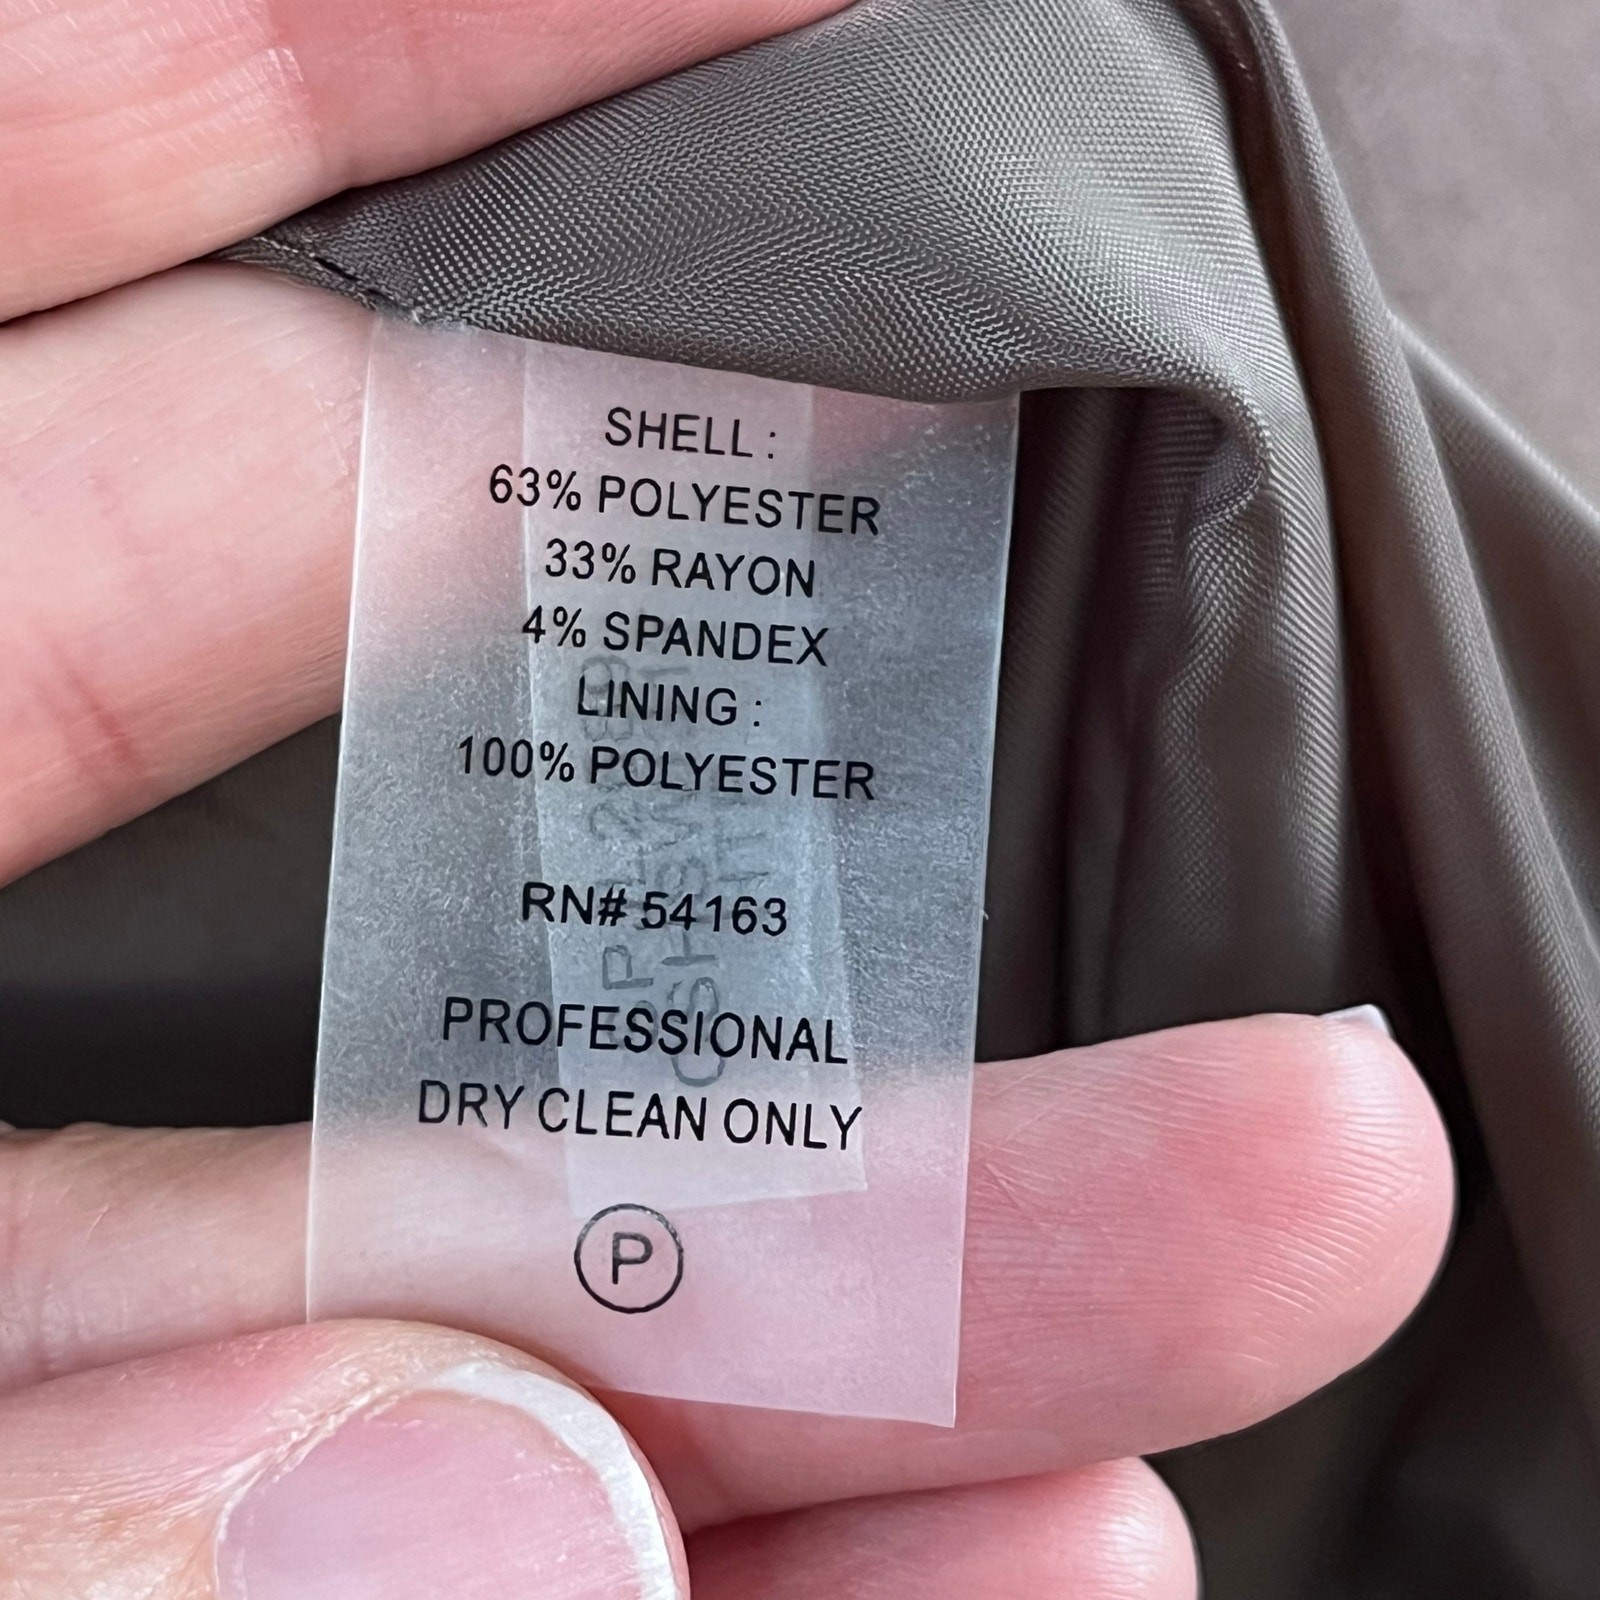 SHELL :
63% POLYESTER
33% RAYON
4% SPANDEX
LINING :
100% POLYESTER
RN# 54163
PROFESSIONAL
DRY CLEAN ONLY
P